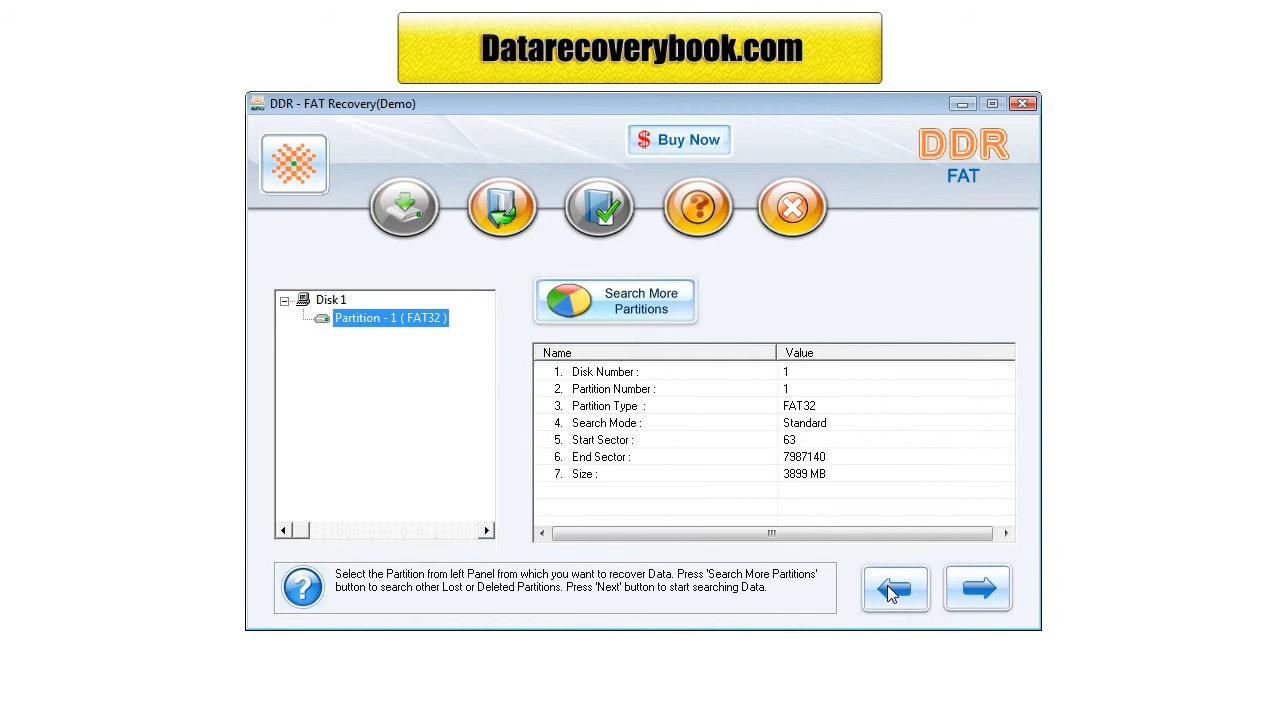 Datarecoverybook.com
DDR - FAT Recovery(Demo)
$ Buy Now
DDR
FAT
Disk 1
Partition - 1 ( FAT32 )
Search More
Partitions
Name Value
1. Disk Number : 1
2. Partition Number : 1
3. Partition Type : FAT32
4. Search Mode : Standard
5. Start Sector : 63
6. End Sector : 7987140
7. Size : 3899 MB
Select the Partition from left Panel from which you want to recover Data. Press 'Search More Partitions'
button to search other Lost or Deleted Partitions. Press 'Next' button to start searching Data.